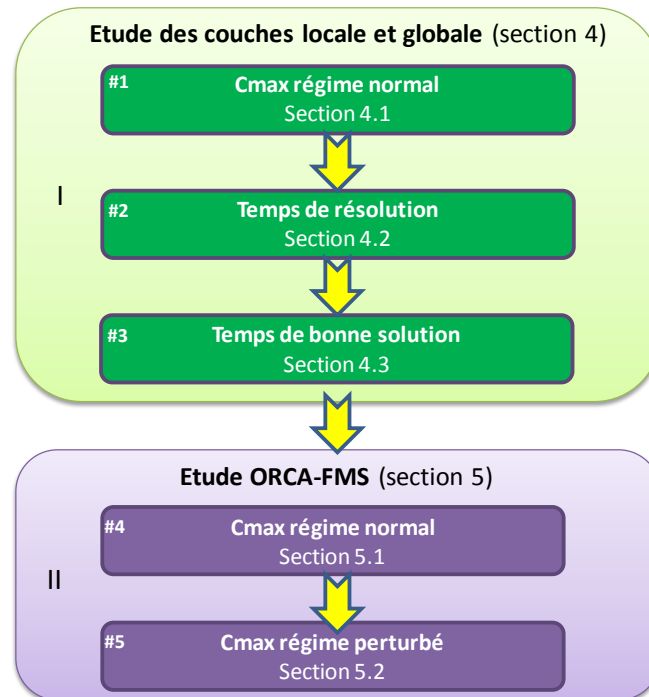 Etude des couches locale et globale (section 4)
#1
Cmax régime normal
Section 4.1
I
#2
Temps de résolution
Section 4.2
#3
Temps de bonne solution
Section 4.3
Etude ORCA-FMS (section 5)
#4
Cmax régime normal
Section 5.1
II
#5
Cmax régime perturbé
Section 5.2